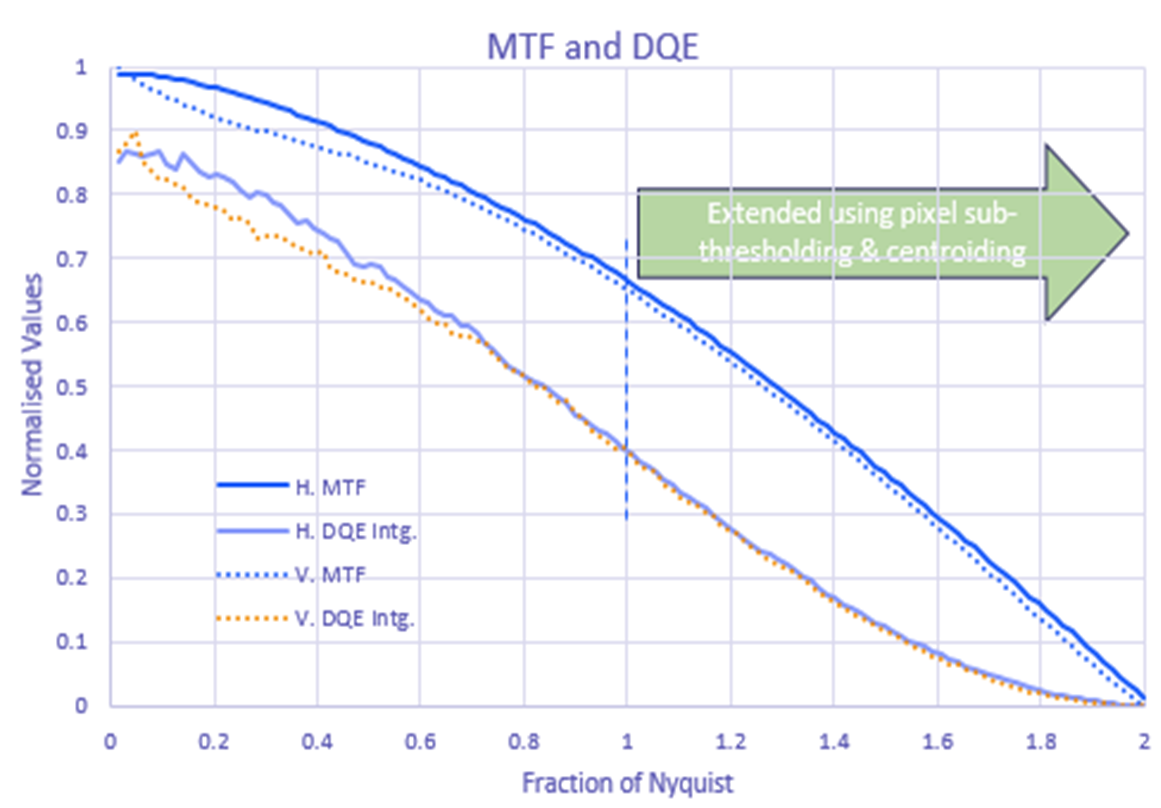 MTF and DQE
1
0.9
0.8
0.7
0.6
0.5
0.4
0.3
0.2
0.1
0
Normalised Values
Extended using pixel sub-
thresholding & centroiding
H. MTF
H. DQE Intg.
V. MTF
V. DQE Intg.
0 0.2 0.4 0.6 0.8 1 1.2 1.4 1.6 1.8 2
Fraction of Nyquist